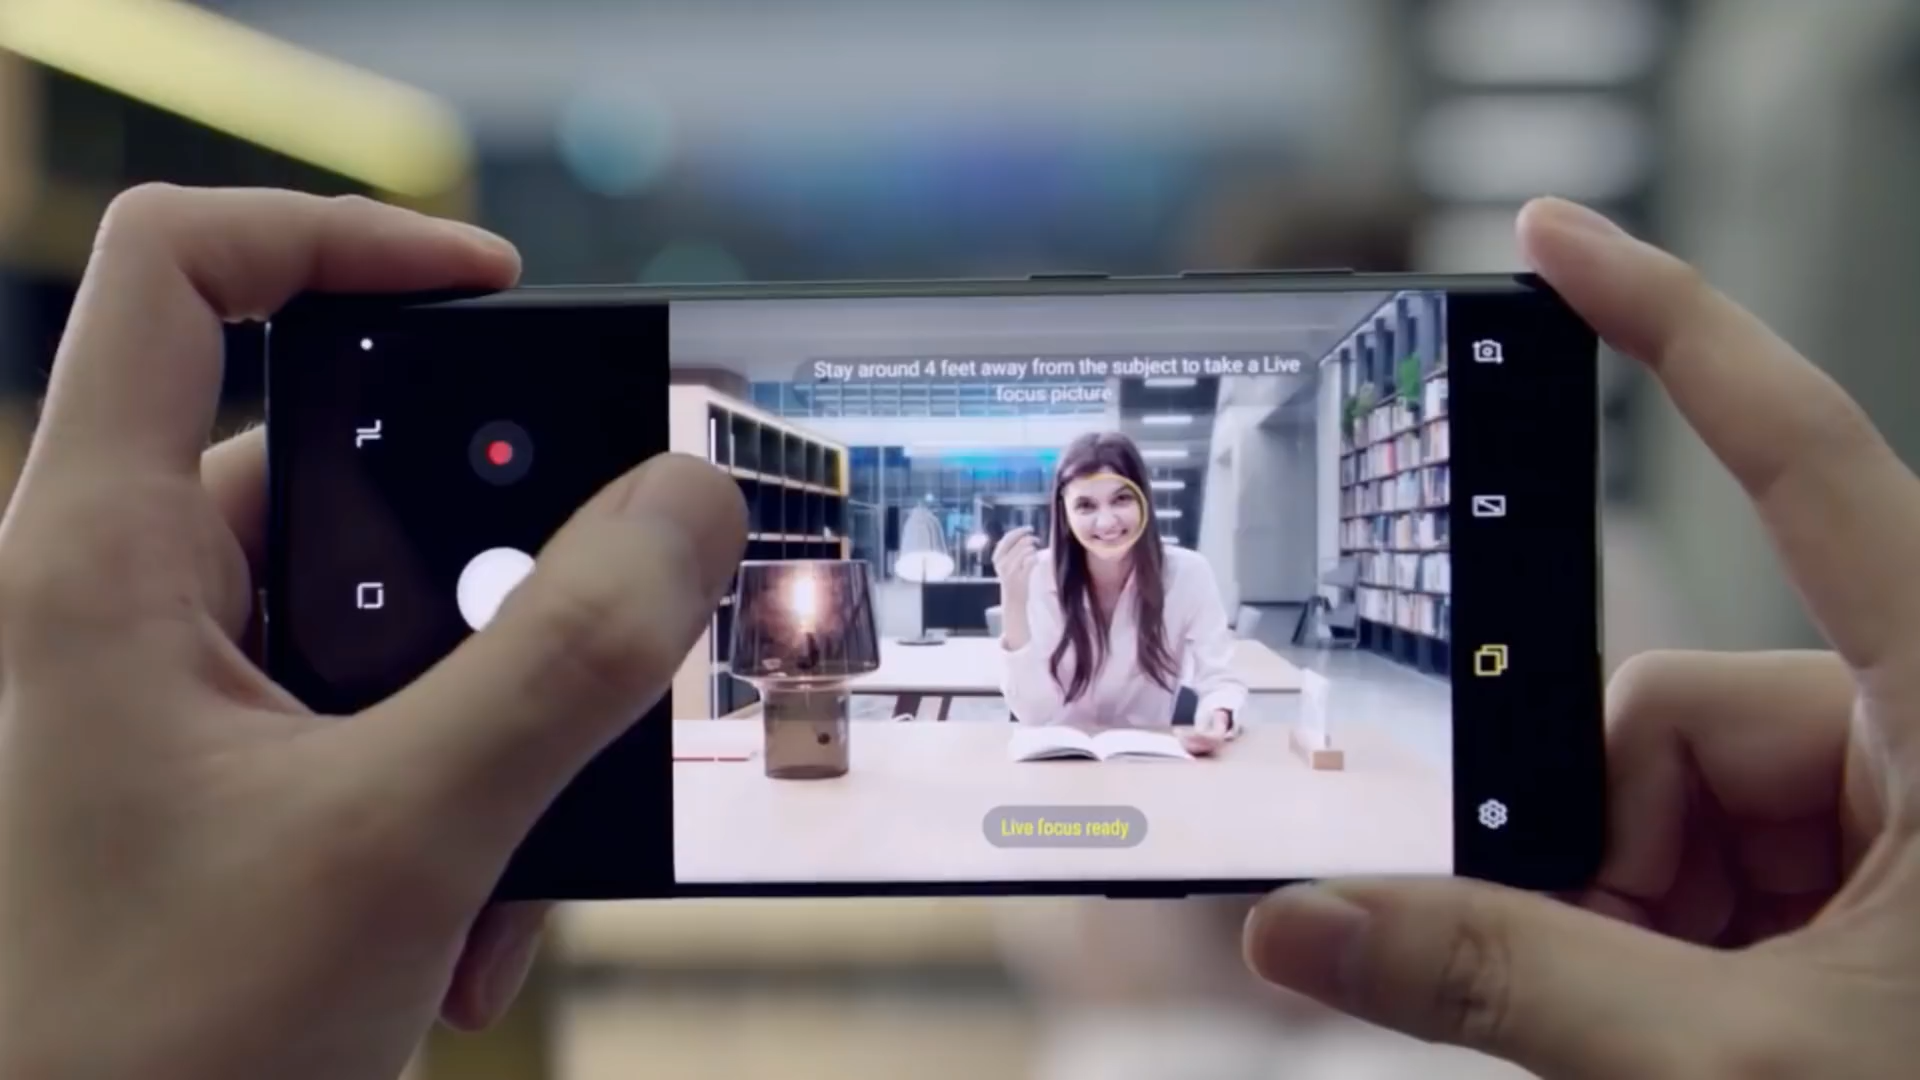 Stay around 4 feet away from the subject to take a Live
focus picture
Live focus ready